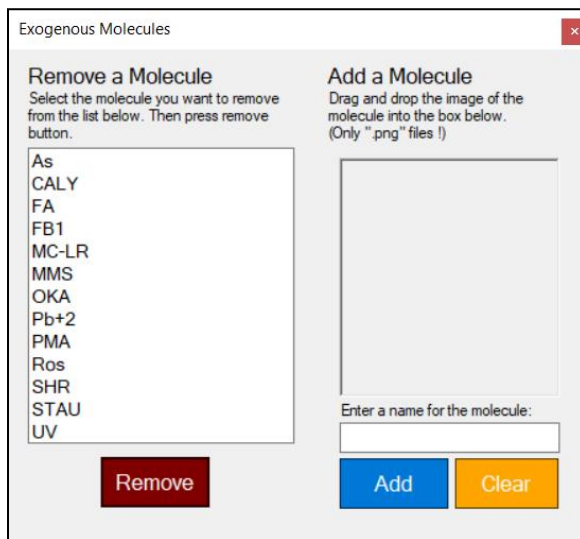 Exogenous Molecules
×
Remove a Molecule
Select the molecule you want to remove
from the list below. Then press remove
button.
As
CALY
FA
FB1
MC-LR
MMS
OKA
Pb+2
PMA
Ros
SHR
STAU
UV
Remove
Add a Molecule
Drag and drop the image of the
molecule into the box below.
(Only ".png" files !)
Enter a name for the molecule:
Add
Clear